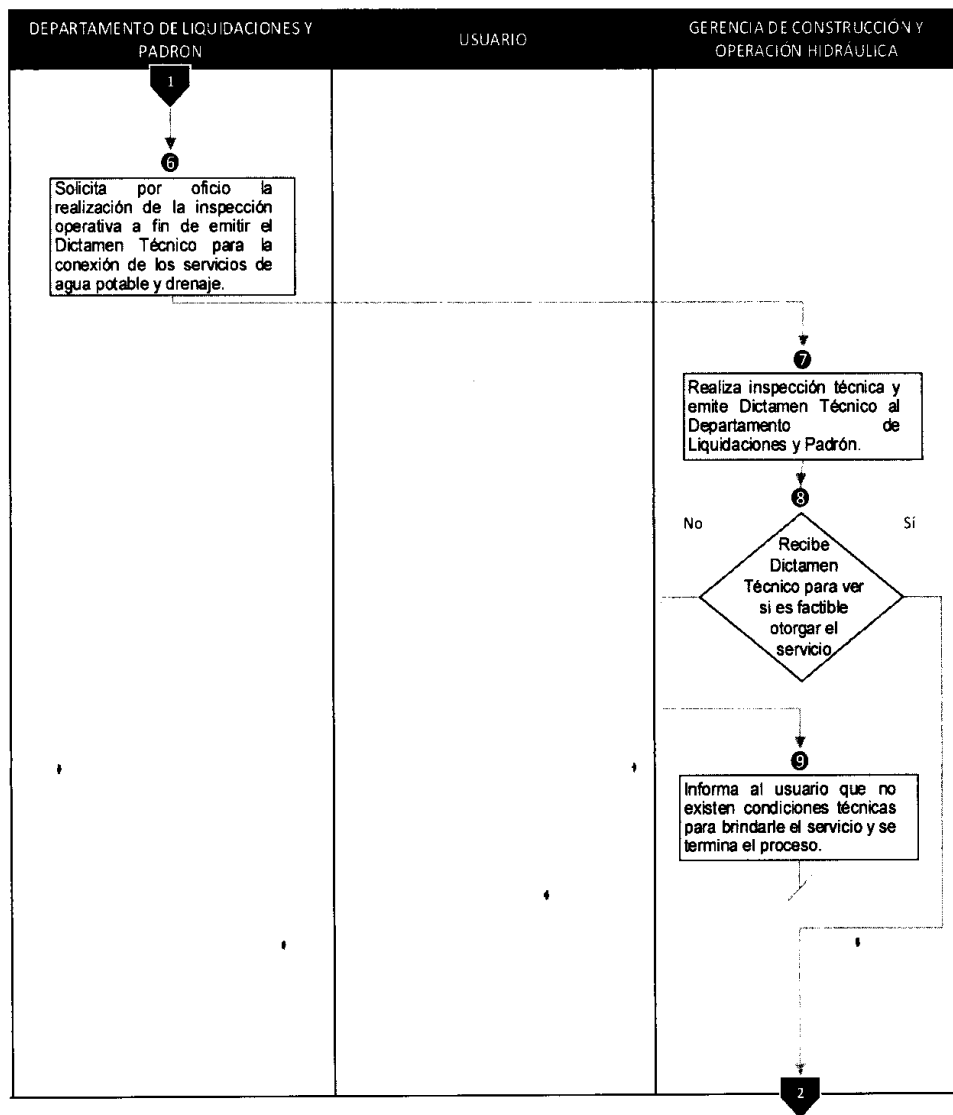 DEPARTAMENTO DE LIQUIDACIONES Y
PADRON
USUARIO
GERENCIA DE CONSTRUCCIÓN Y
OPERACIÓN HIDRÁULICA
1
6
Solicita por oficio la
realización de la inspección
operativa a fin de emitir el
Dictamen Técnico para la
conexión de los servicios de
agua potable y drenaje.
7
Realiza inspección técnica y
emite Dictamen Técnico al
Departamento de
Liquidaciones y Padrón.
8
No
Sí
Recibe
Dictamen
Técnico para ver
si es factible
otorgar el
servicio
9
Informa al usuario que no
existen condiciones técnicas
para brindarle el servicio y se
termina el proceso.
2